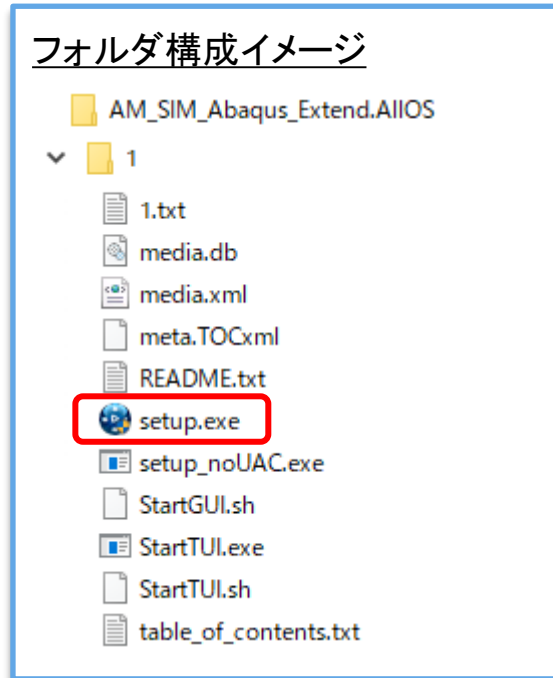 フォルダ構成イメージ
AM_SIM_Abaqus_Extend.AllOS
1
1.txt
media.db
media.xml
meta.TOCxml
README.txt
setup.exe
setup_noUAC.exe
StartGUI.sh
StartTUI.exe
StartTUI.sh
table_of_contents.txt